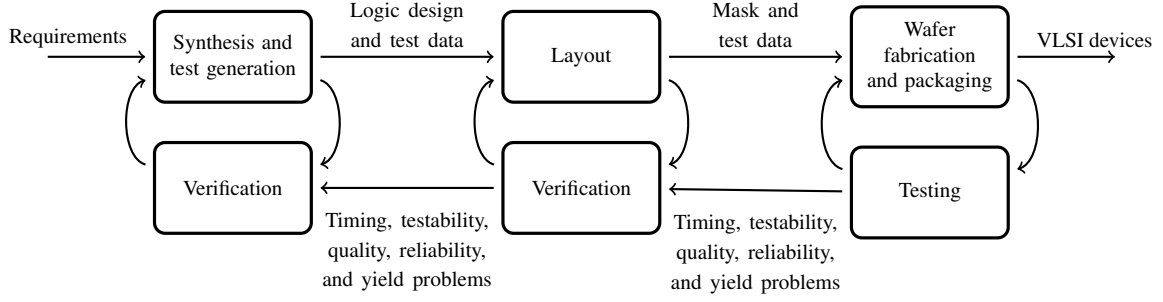 Requirements
Synthesis and
test generation
Logic design
and test data
Layout
Mask and
test data
Wafer
fabrication
and packaging
VLSI devices
Verification
Timing, testability,
quality, reliability,
and yield problems
Verification
Timing, testability,
quality, reliability,
and yield problems
Testing